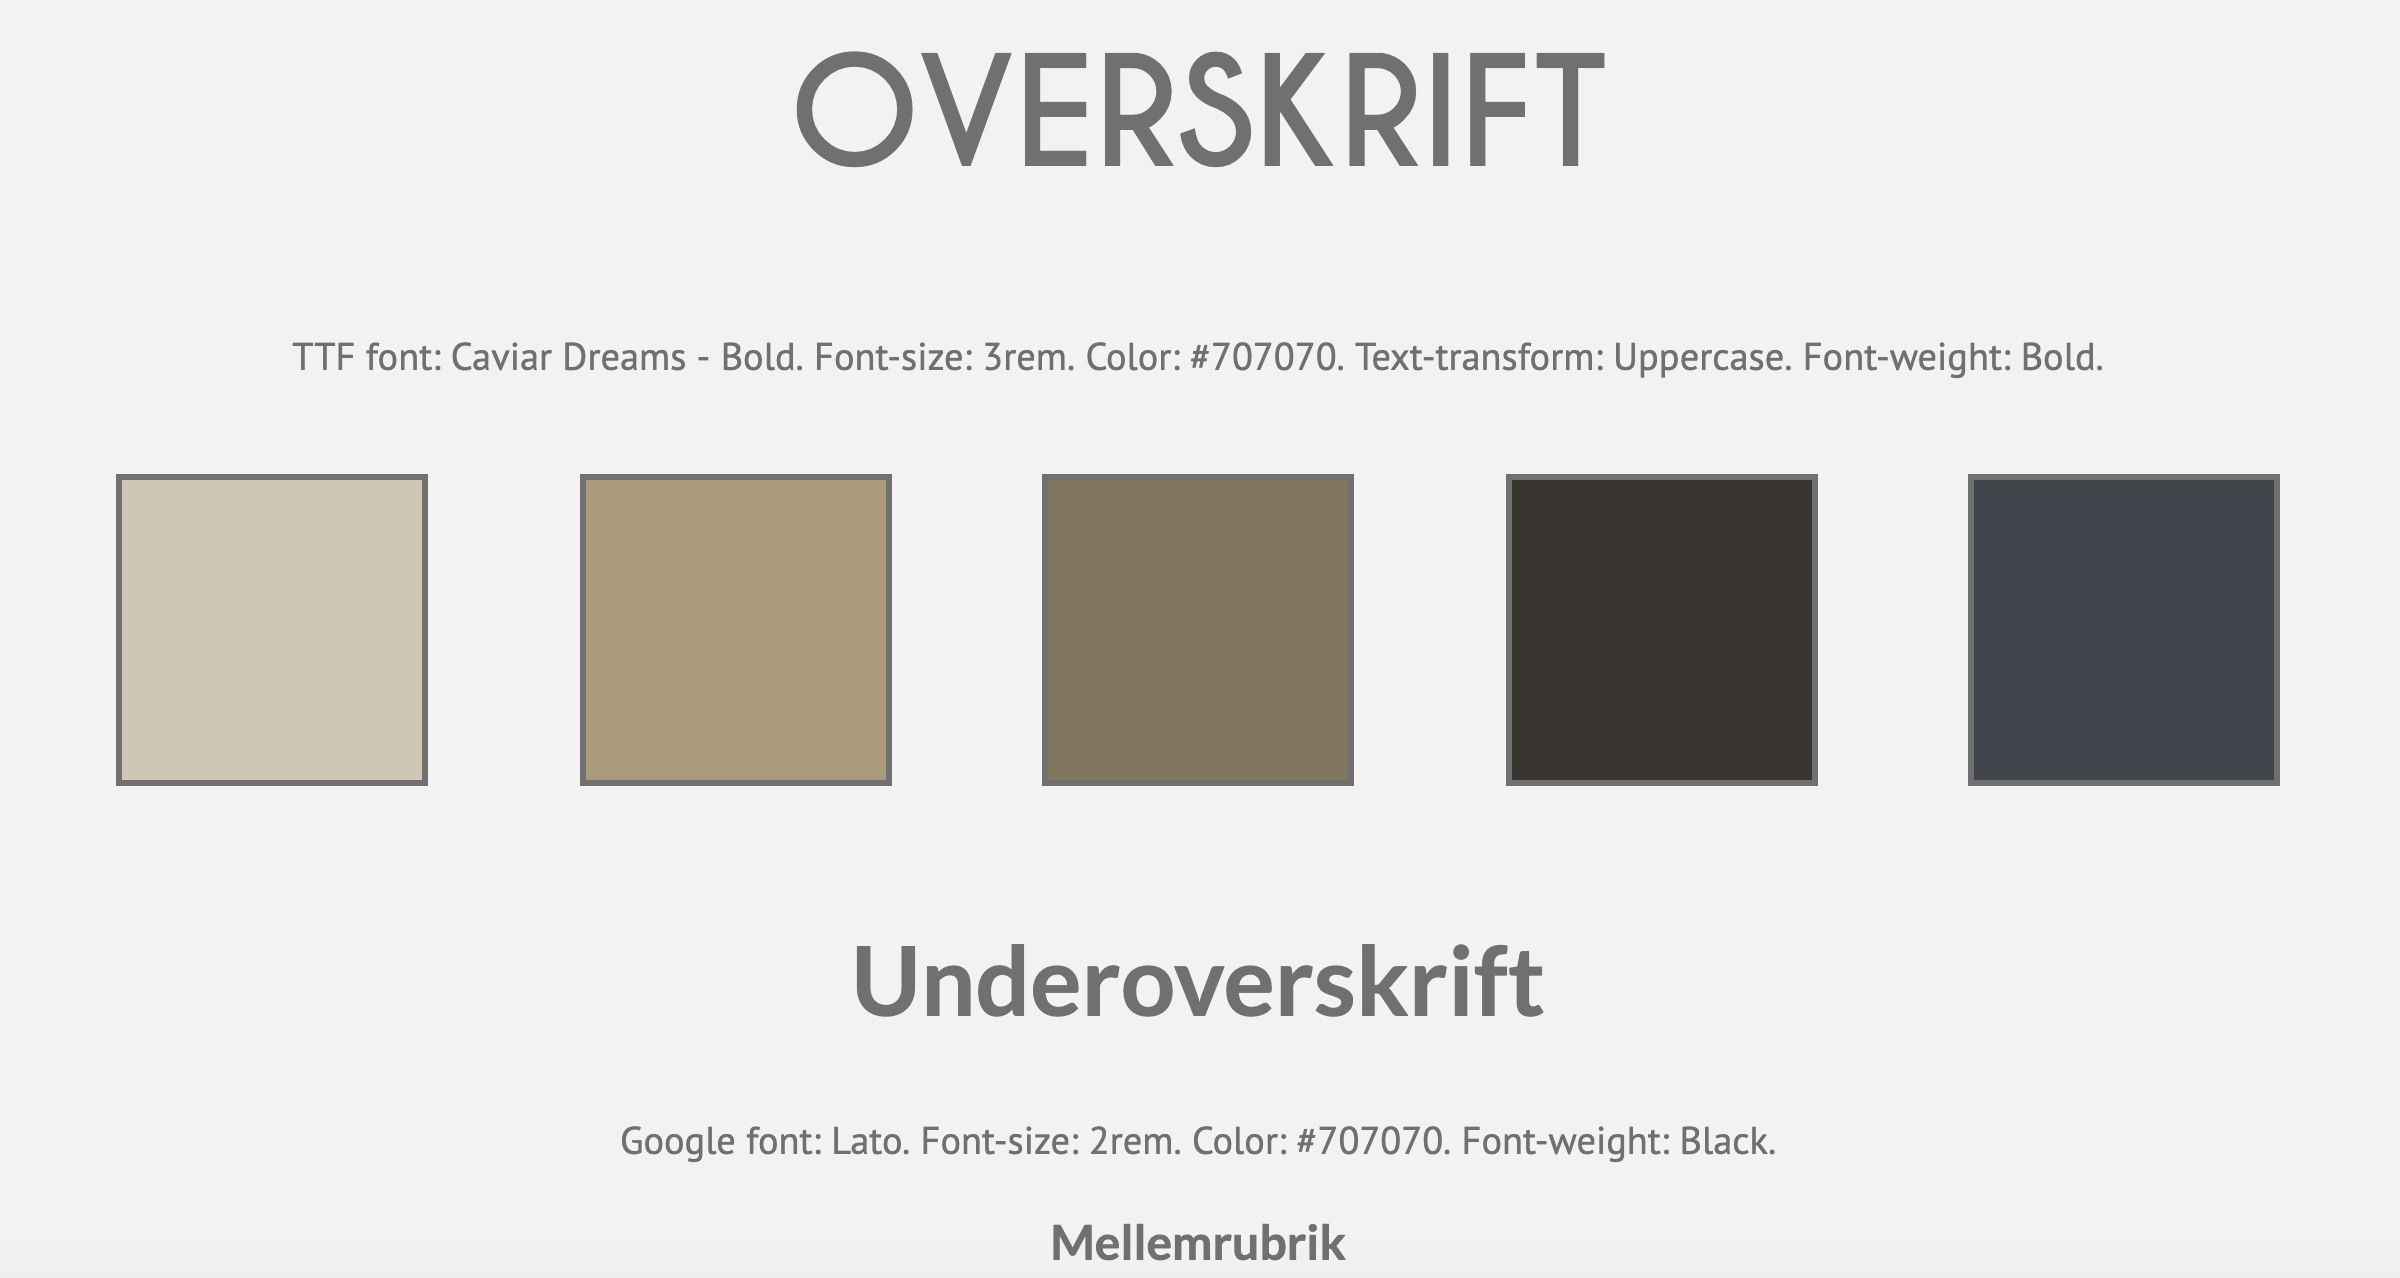 OVERSKRIFT
TTF font: Caviar Dreams - Bold. Font-size: 3rem. Color: #707070. Text-transform: Uppercase. Font-weight: Bold.
Underoverskrift
Google font: Lato. Font-size: 2rem. Color: #707070. Font-weight: Black.
Mellemrubrik